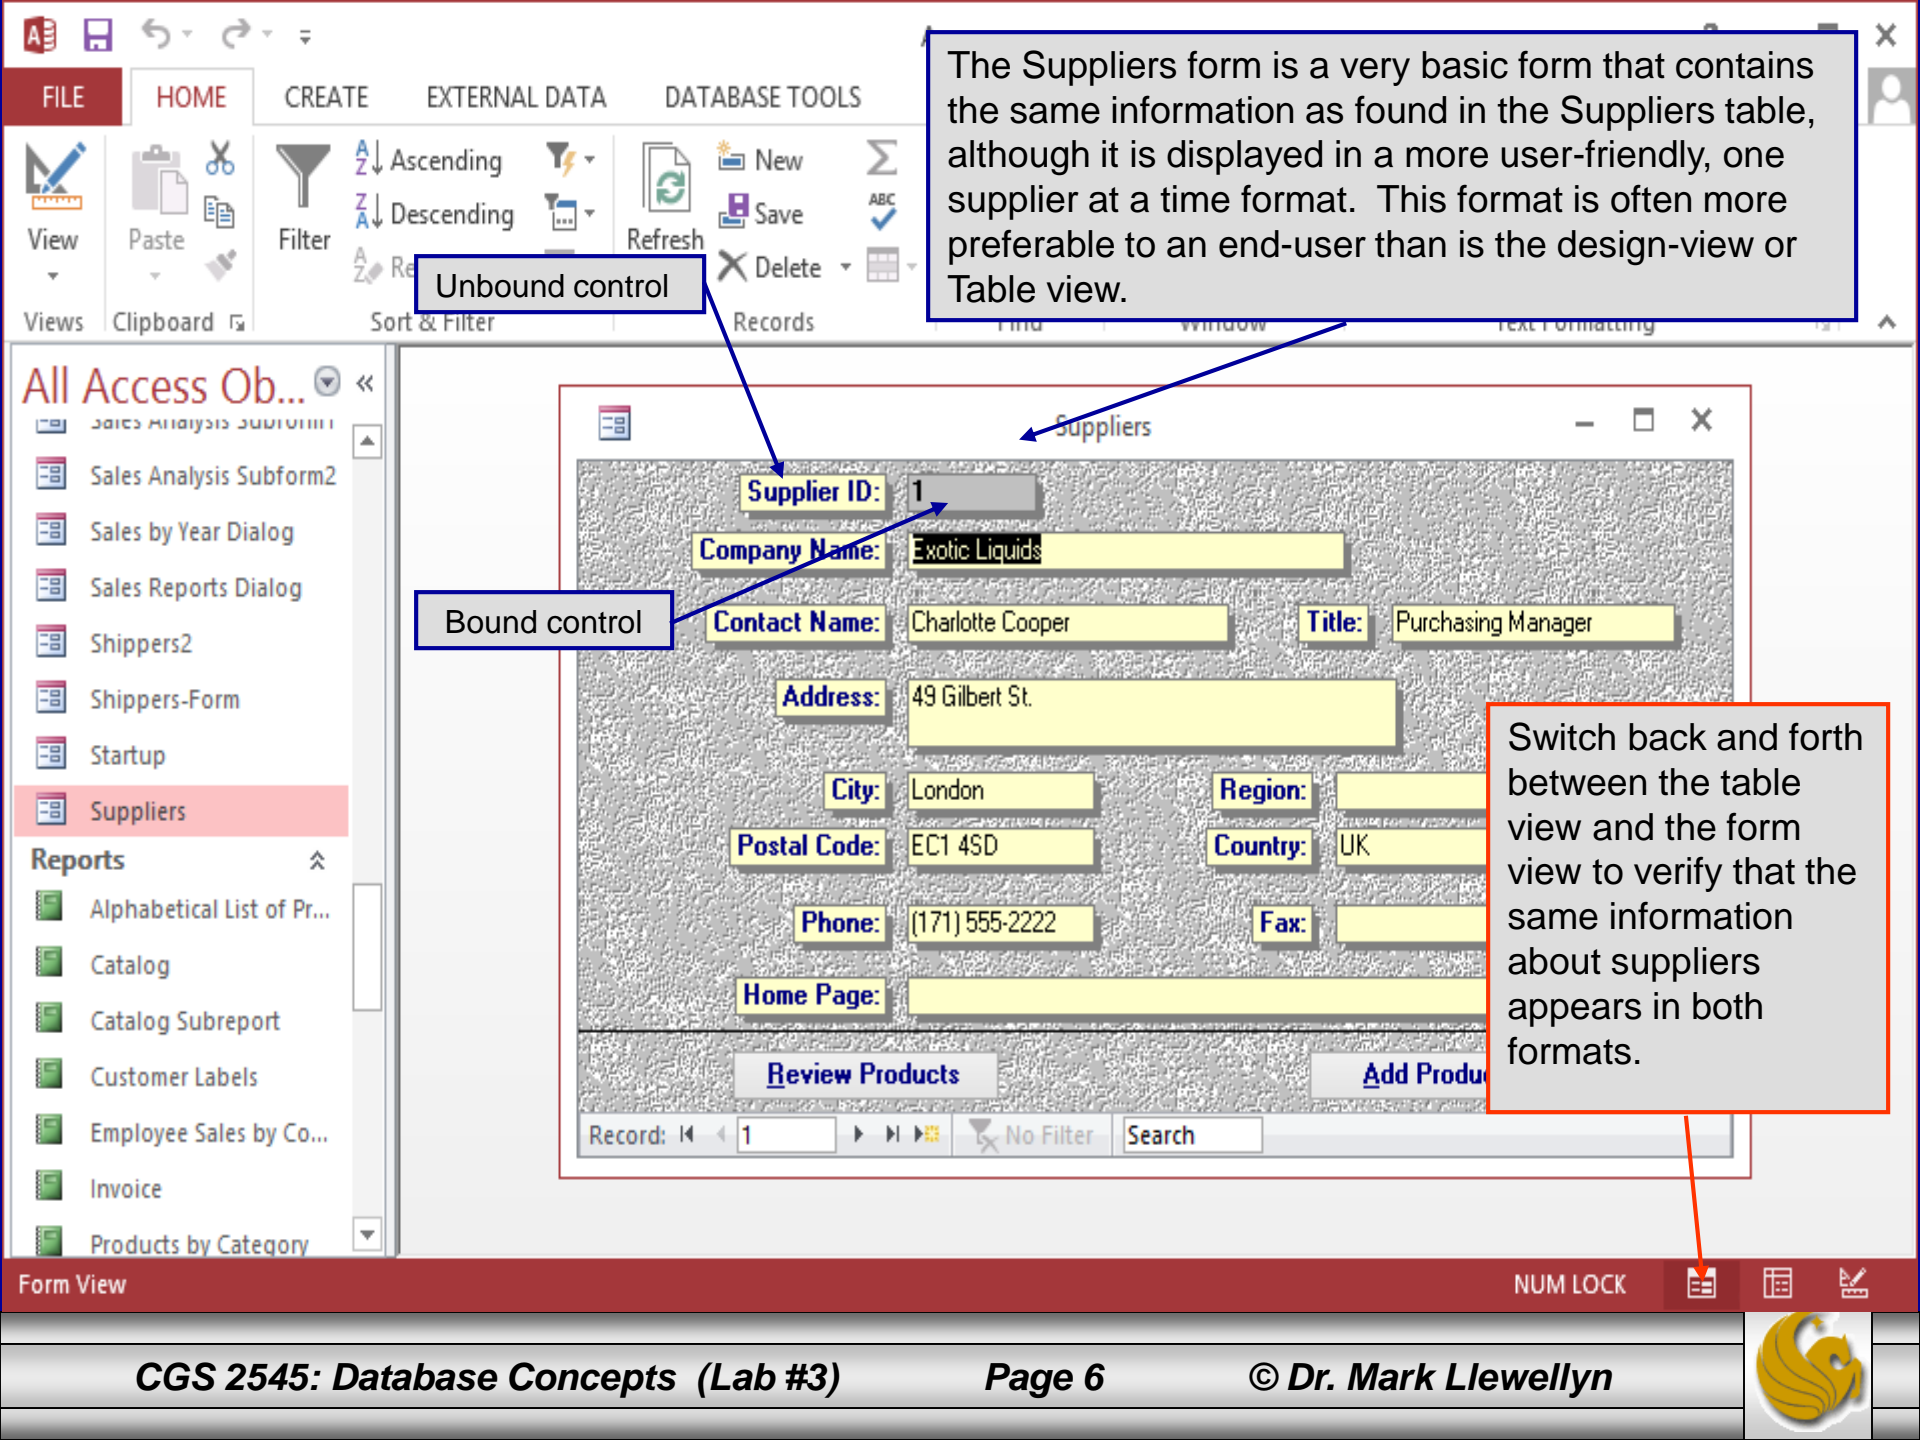 FILE
HOME
CREATE
EXTERNAL DATA
DATABASE TOOLS
The Suppliers form is a very basic form that contains
the same information as found in the Suppliers table,
although it is displayed in a more user-friendly, one
supplier at a time format.  This format is often more
preferable to an end-user than is the design-view or
Table view.
View
Paste
Filter
Ascending
Descending
Refresh
New
Save
Delete
ABC
Unbound control
Views
Clipboard
Sort & Filter
Records
Find
Window
Text Formatting
All Access Ob...
Sales Analysis Subform1
Sales Analysis Subform2
Sales by Year Dialog
Sales Reports Dialog
Shippers2
Shippers-Form
Startup
Suppliers
Reports
Alphabetical List of Pr...
Catalog
Catalog Subreport
Customer Labels
Employee Sales by Co...
Invoice
Products by Category
Suppliers
Supplier ID: 1
Company Name: Exotic Liquids
Bound control
Contact Name: Charlotte Cooper Title: Purchasing Manager
Address: 49 Gilbert St.
City: London Region:
Postal Code: EC1 4SD Country: UK
Phone: (171) 555-2222 Fax:
Home Page:
Review Products
Add Produ
Record: 1 No Filter Search
Switch back and forth
between the table
view and the form
view to verify that the
same information
about suppliers
appears in both
formats.
Form View
NUM LOCK
CGS 2545: Database Concepts  (Lab #3)
Page 6
© Dr. Mark Llewellyn